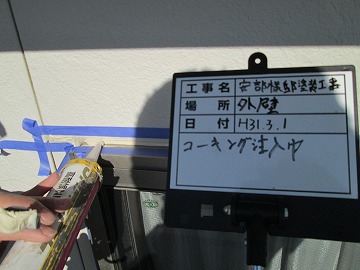 工事名 安部様邸塗装工事
場所 外壁
日付 H31.3.1
コーキング注入中